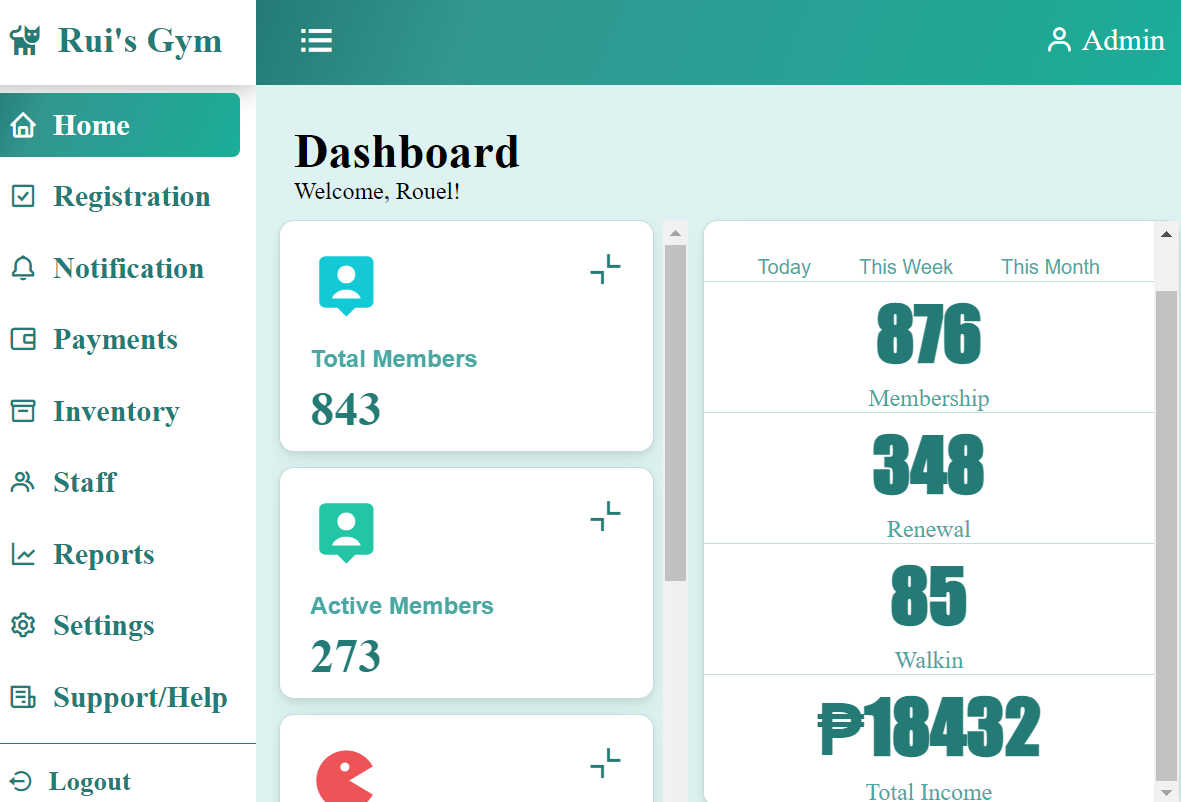 Rui's Gym
Admin
Home
Registration
Notification
Payments
Inventory
Staff
Reports
Settings
Support/Help
Logout
Dashboard
Welcome, Rouel!
Total Members
843
Active Members
273
Today This Week This Month
876
Membership
348
Renewal
85
Walkin
₱18432
Total Income